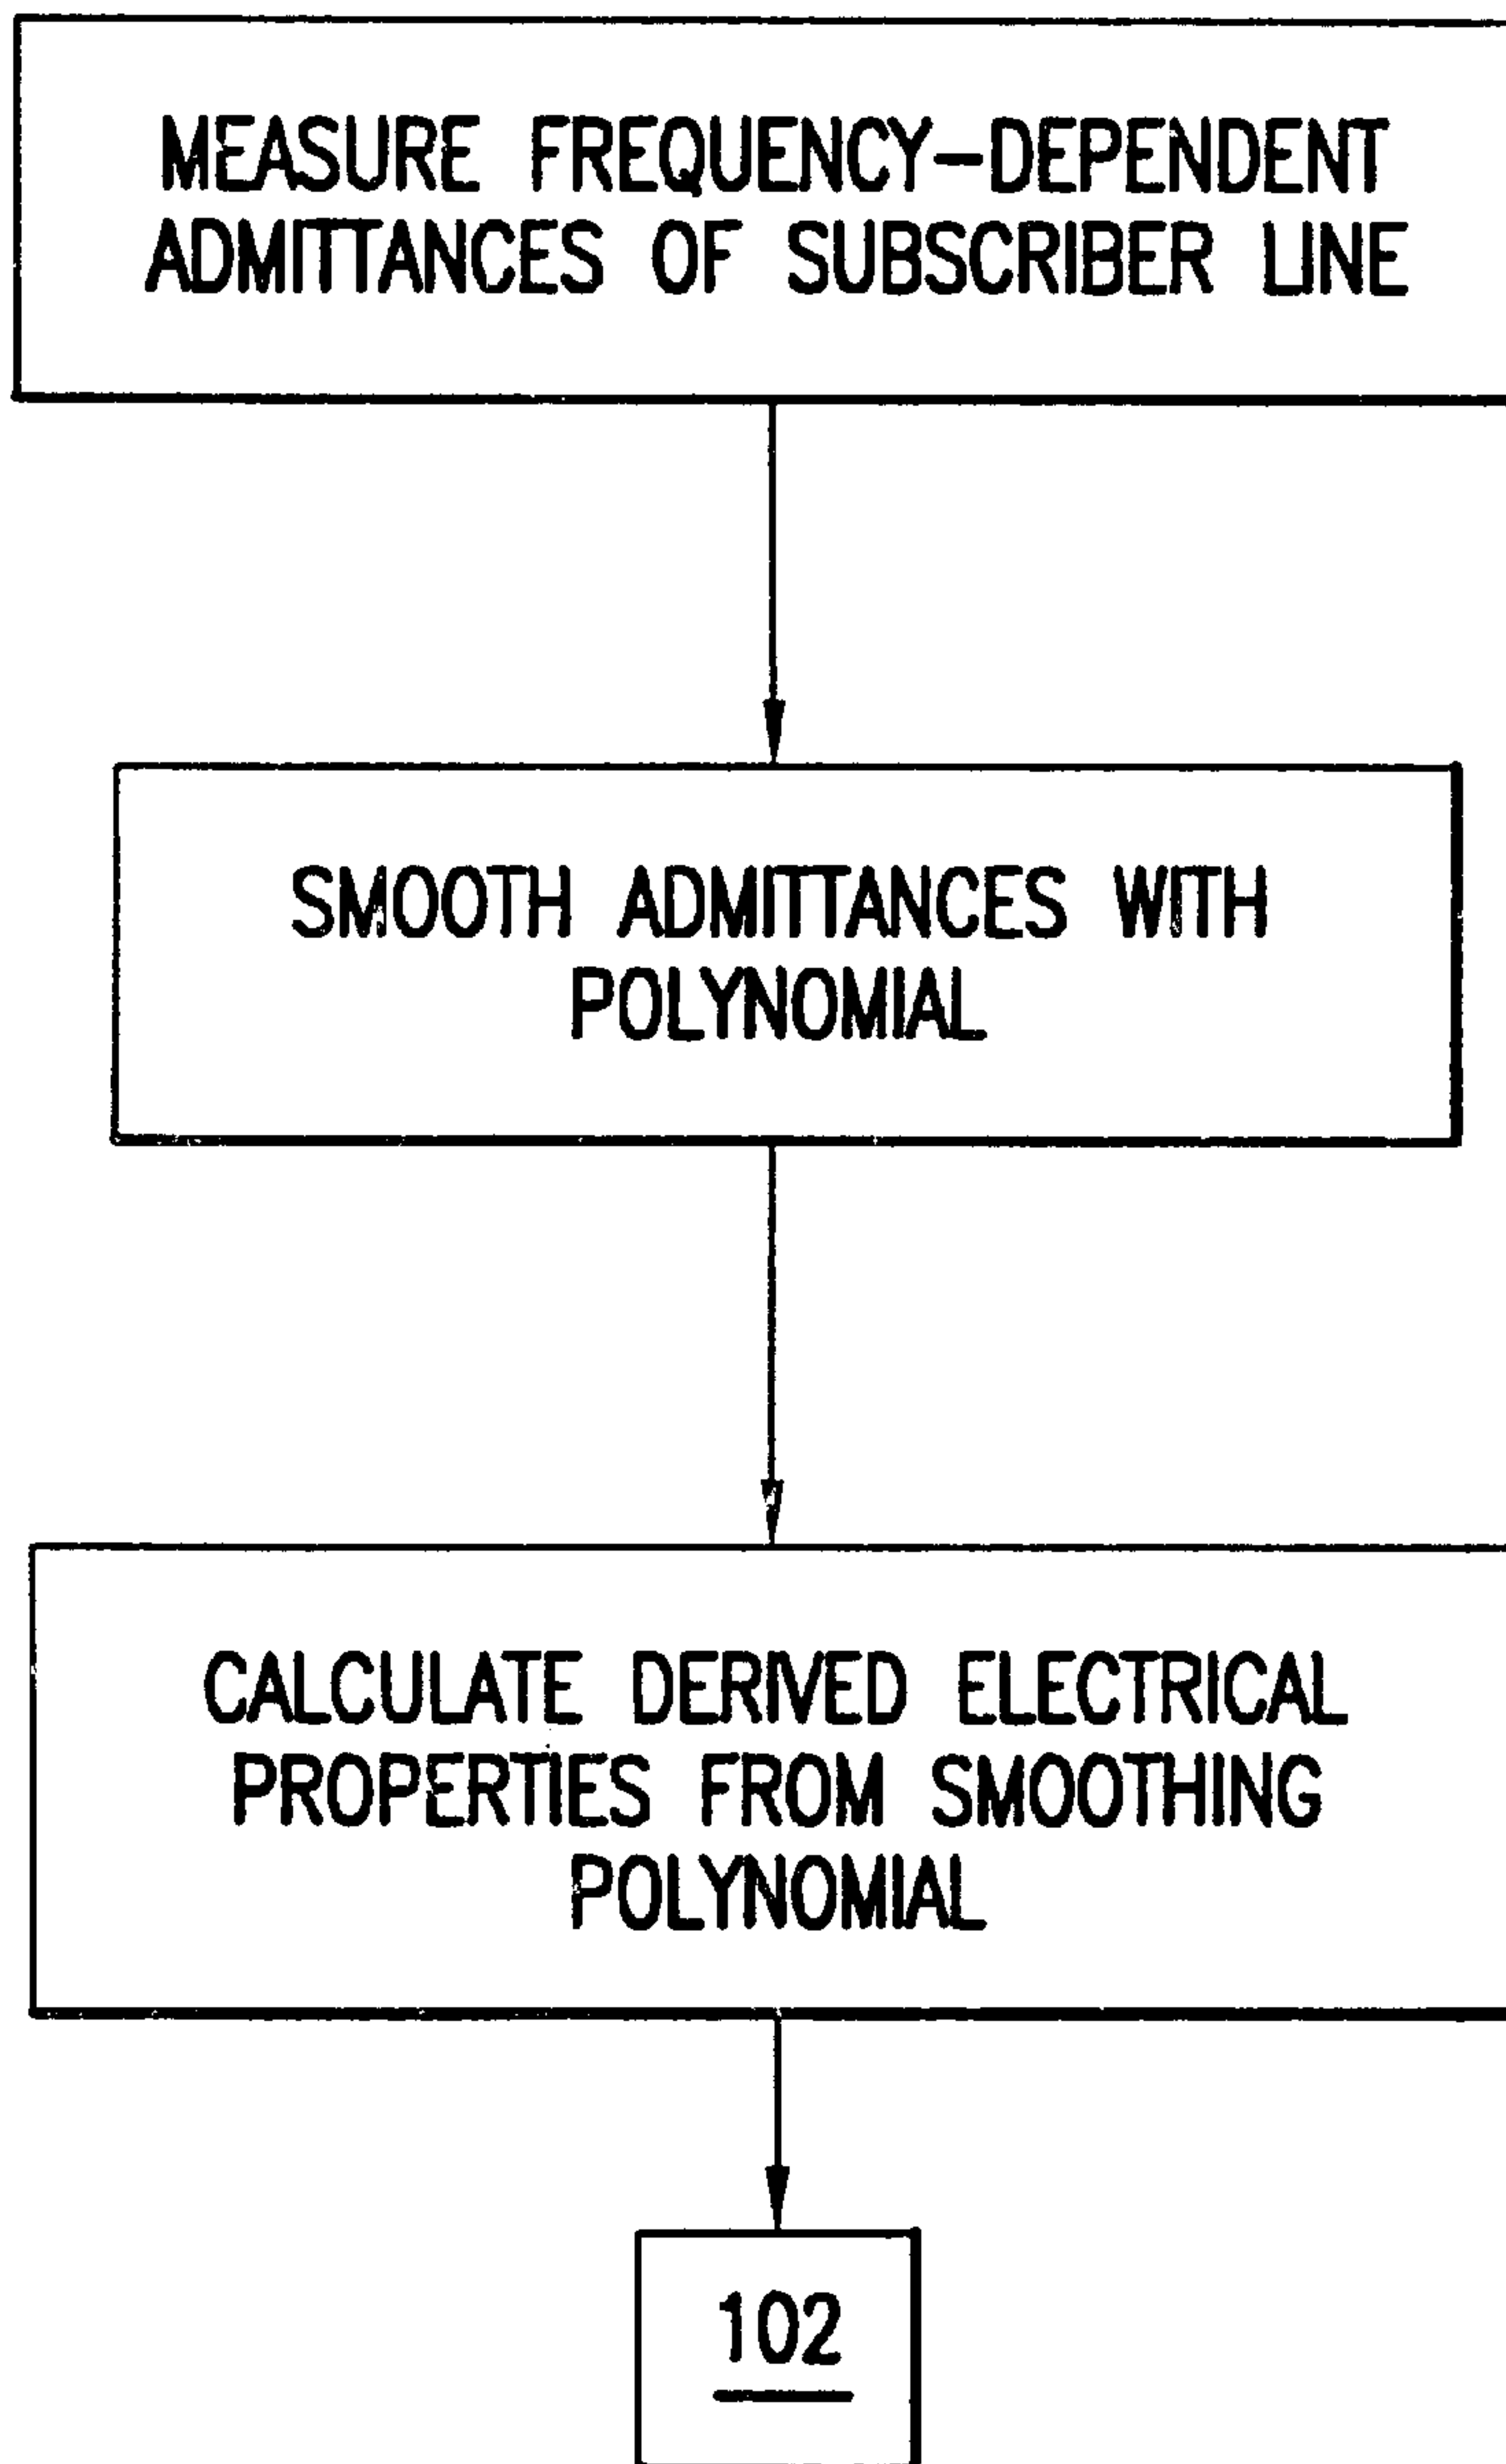 MEASURE FREQUENCY-DEPENDENT
ADMITTANCES OF SUBSCRIBER LINE
SMOOTH ADMITTANCES WITH
POLYNOMIAL
CALCULATE DERIVED ELECTRICAL
PROPERTIES FROM SMOOTHING
POLYNOMIAL
102